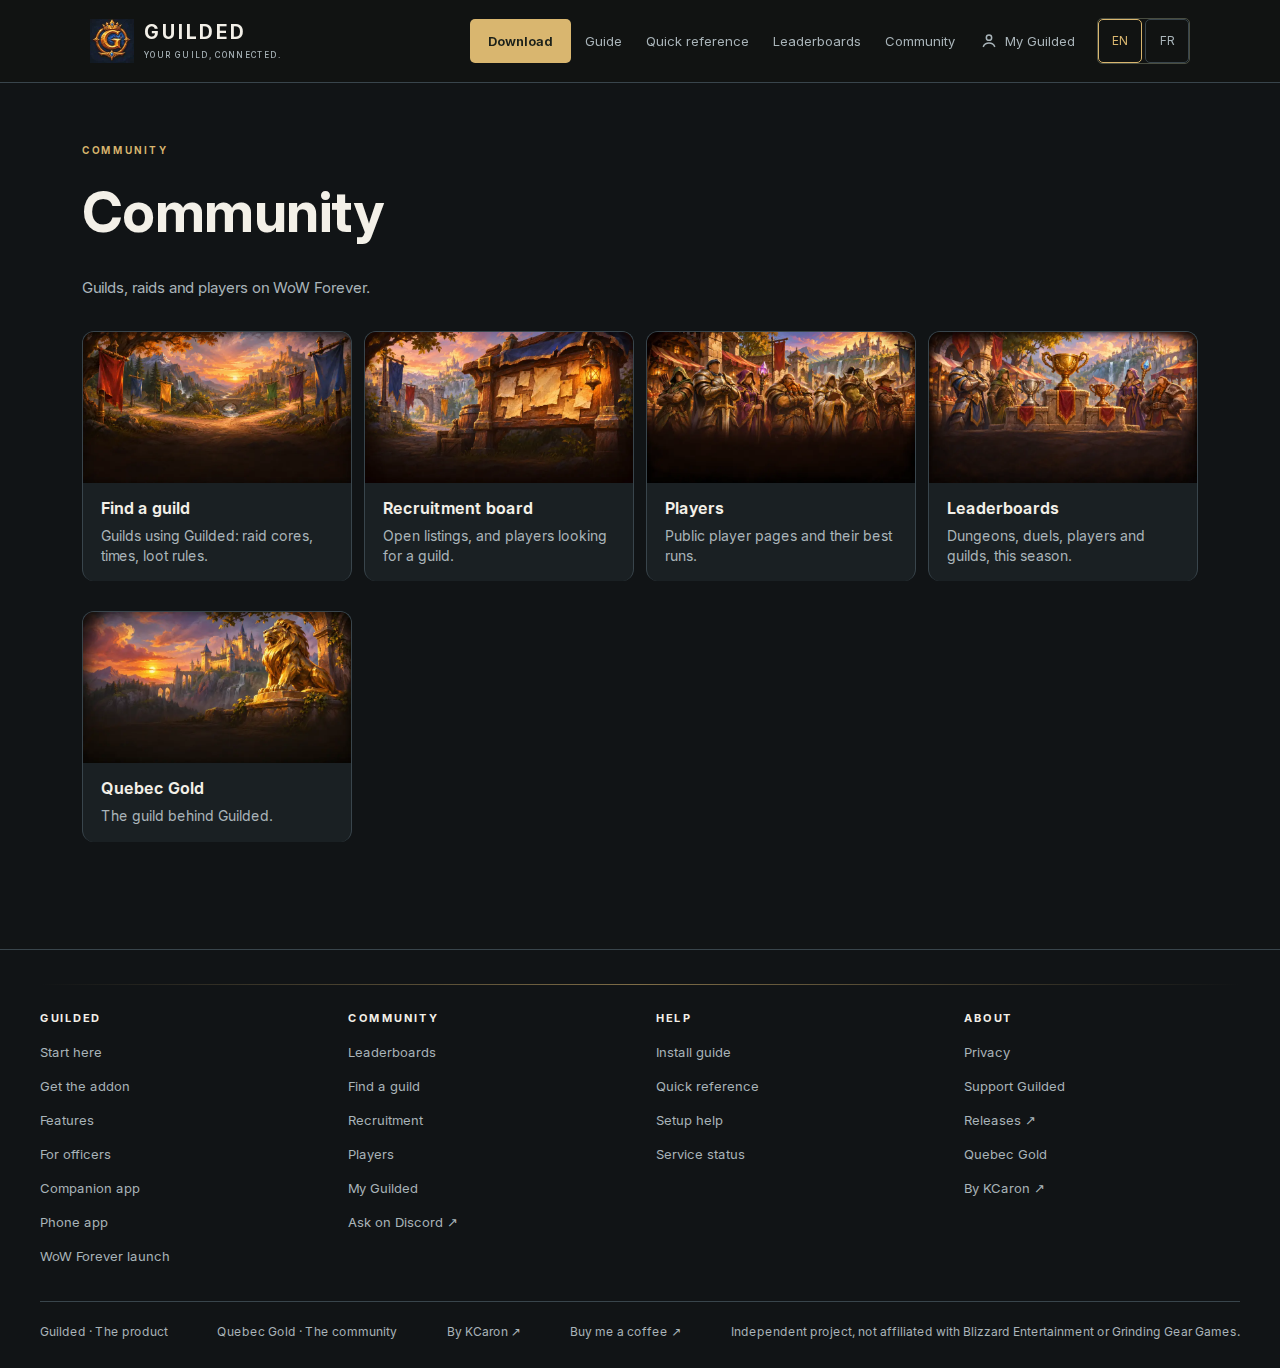 GUILDED
YOUR GUILD, CONNECTED.
Download
Guide
Quick reference
Leaderboards
Community
My Guilded
EN
FR
COMMUNITY
Community
Guilds, raids and players on WoW Forever.
Find a guild
Guilds using Guilded: raid cores,
times, loot rules.
Recruitment board
Open listings, and players looking
for a guild.
Players
Public player pages and their best
runs.
Leaderboards
Dungeons, duels, players and
guilds, this season.
Quebec Gold
The guild behind Guilded.
GUILDED
Start here
Get the addon
Features
For officers
Companion app
Phone app
WoW Forever launch
COMMUNITY
Leaderboards
Find a guild
Recruitment
Players
My Guilded
Ask on Discord ↗
HELP
Install guide
Quick reference
Setup help
Service status
ABOUT
Privacy
Support Guilded
Releases ↗
Quebec Gold
By KCaron ↗
Guilded · The product
Quebec Gold · The community
By KCaron ↗
Buy me a coffee ↗
Independent project, not affiliated with Blizzard Entertainment or Grinding Gear Games.